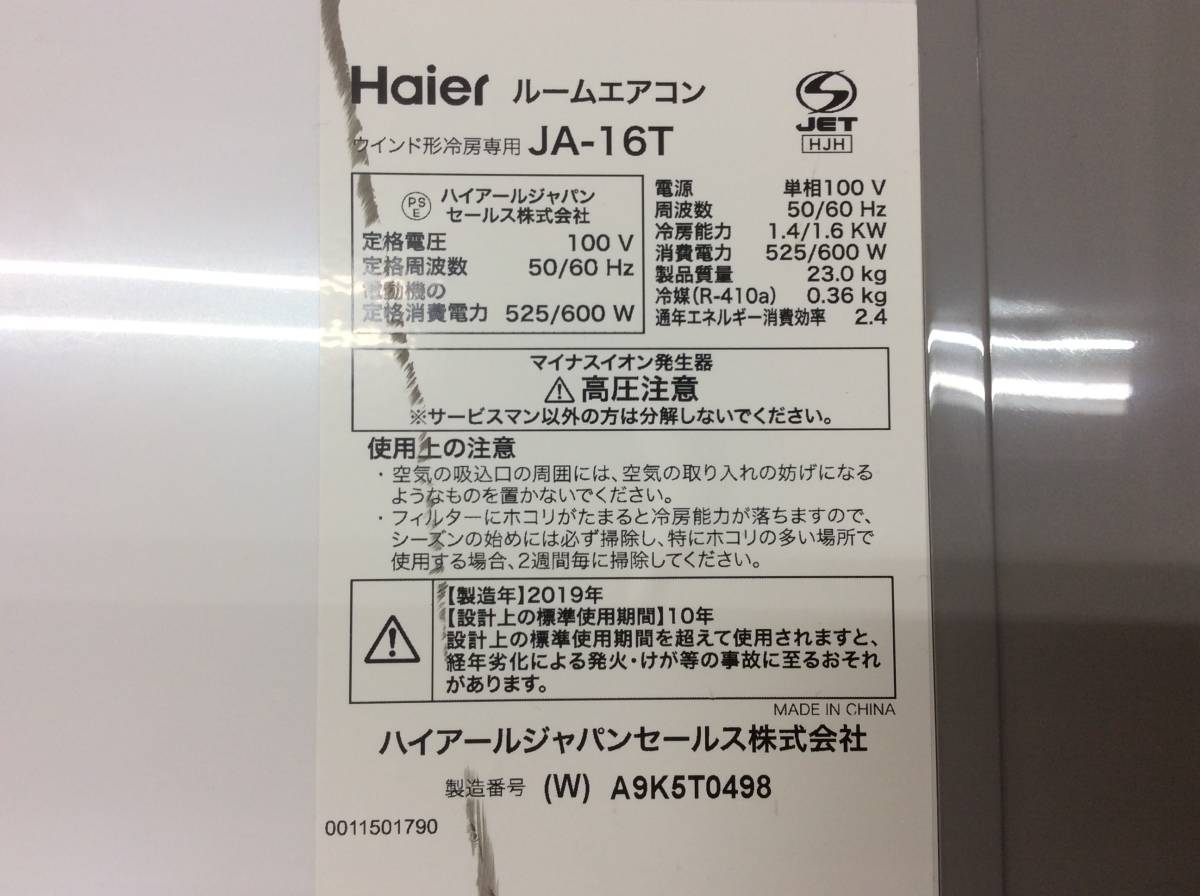 Haier ルームエアコン
ウインド形冷房専用 JA-16T
JET
HJH
PS
E
ハイアールジャパン
セールス株式会社
定格電圧 100 V
定格周波数 50/60 Hz
電動機の
定格消費電力 525/600 W
電源 単相100 V
周波数 50/60 Hz
冷房能力 1.4/1.6 KW
消費電力 525/600 W
製品質量 23.0 kg
冷媒(R-410a) 0.36 kg
通年エネルギー消費効率 2.4
マイナスイオン発生器
高圧注意
※サービスマン以外の方は分解しないでください。
使用上の注意
・空気の吸込口の周囲には、空気の取り入れの妨げになる
ようなものを置かないでください。
・フィルターにホコリがたまると冷房能力が落ちますので、
シーズンの始めには必ず掃除し、特にホコリの多い場所で
使用する場合、2週間毎に掃除してください。
【製造年】2019年
【設計上の標準使用期間】10年
設計上の標準使用期間を超えて使用されますと、
経年劣化による発火・けが等の事故に至るおそれ
があります。
MADE IN CHINA
ハイアールジャパンセールス株式会社
製造番号 (W) A9K5T0498
0011501790